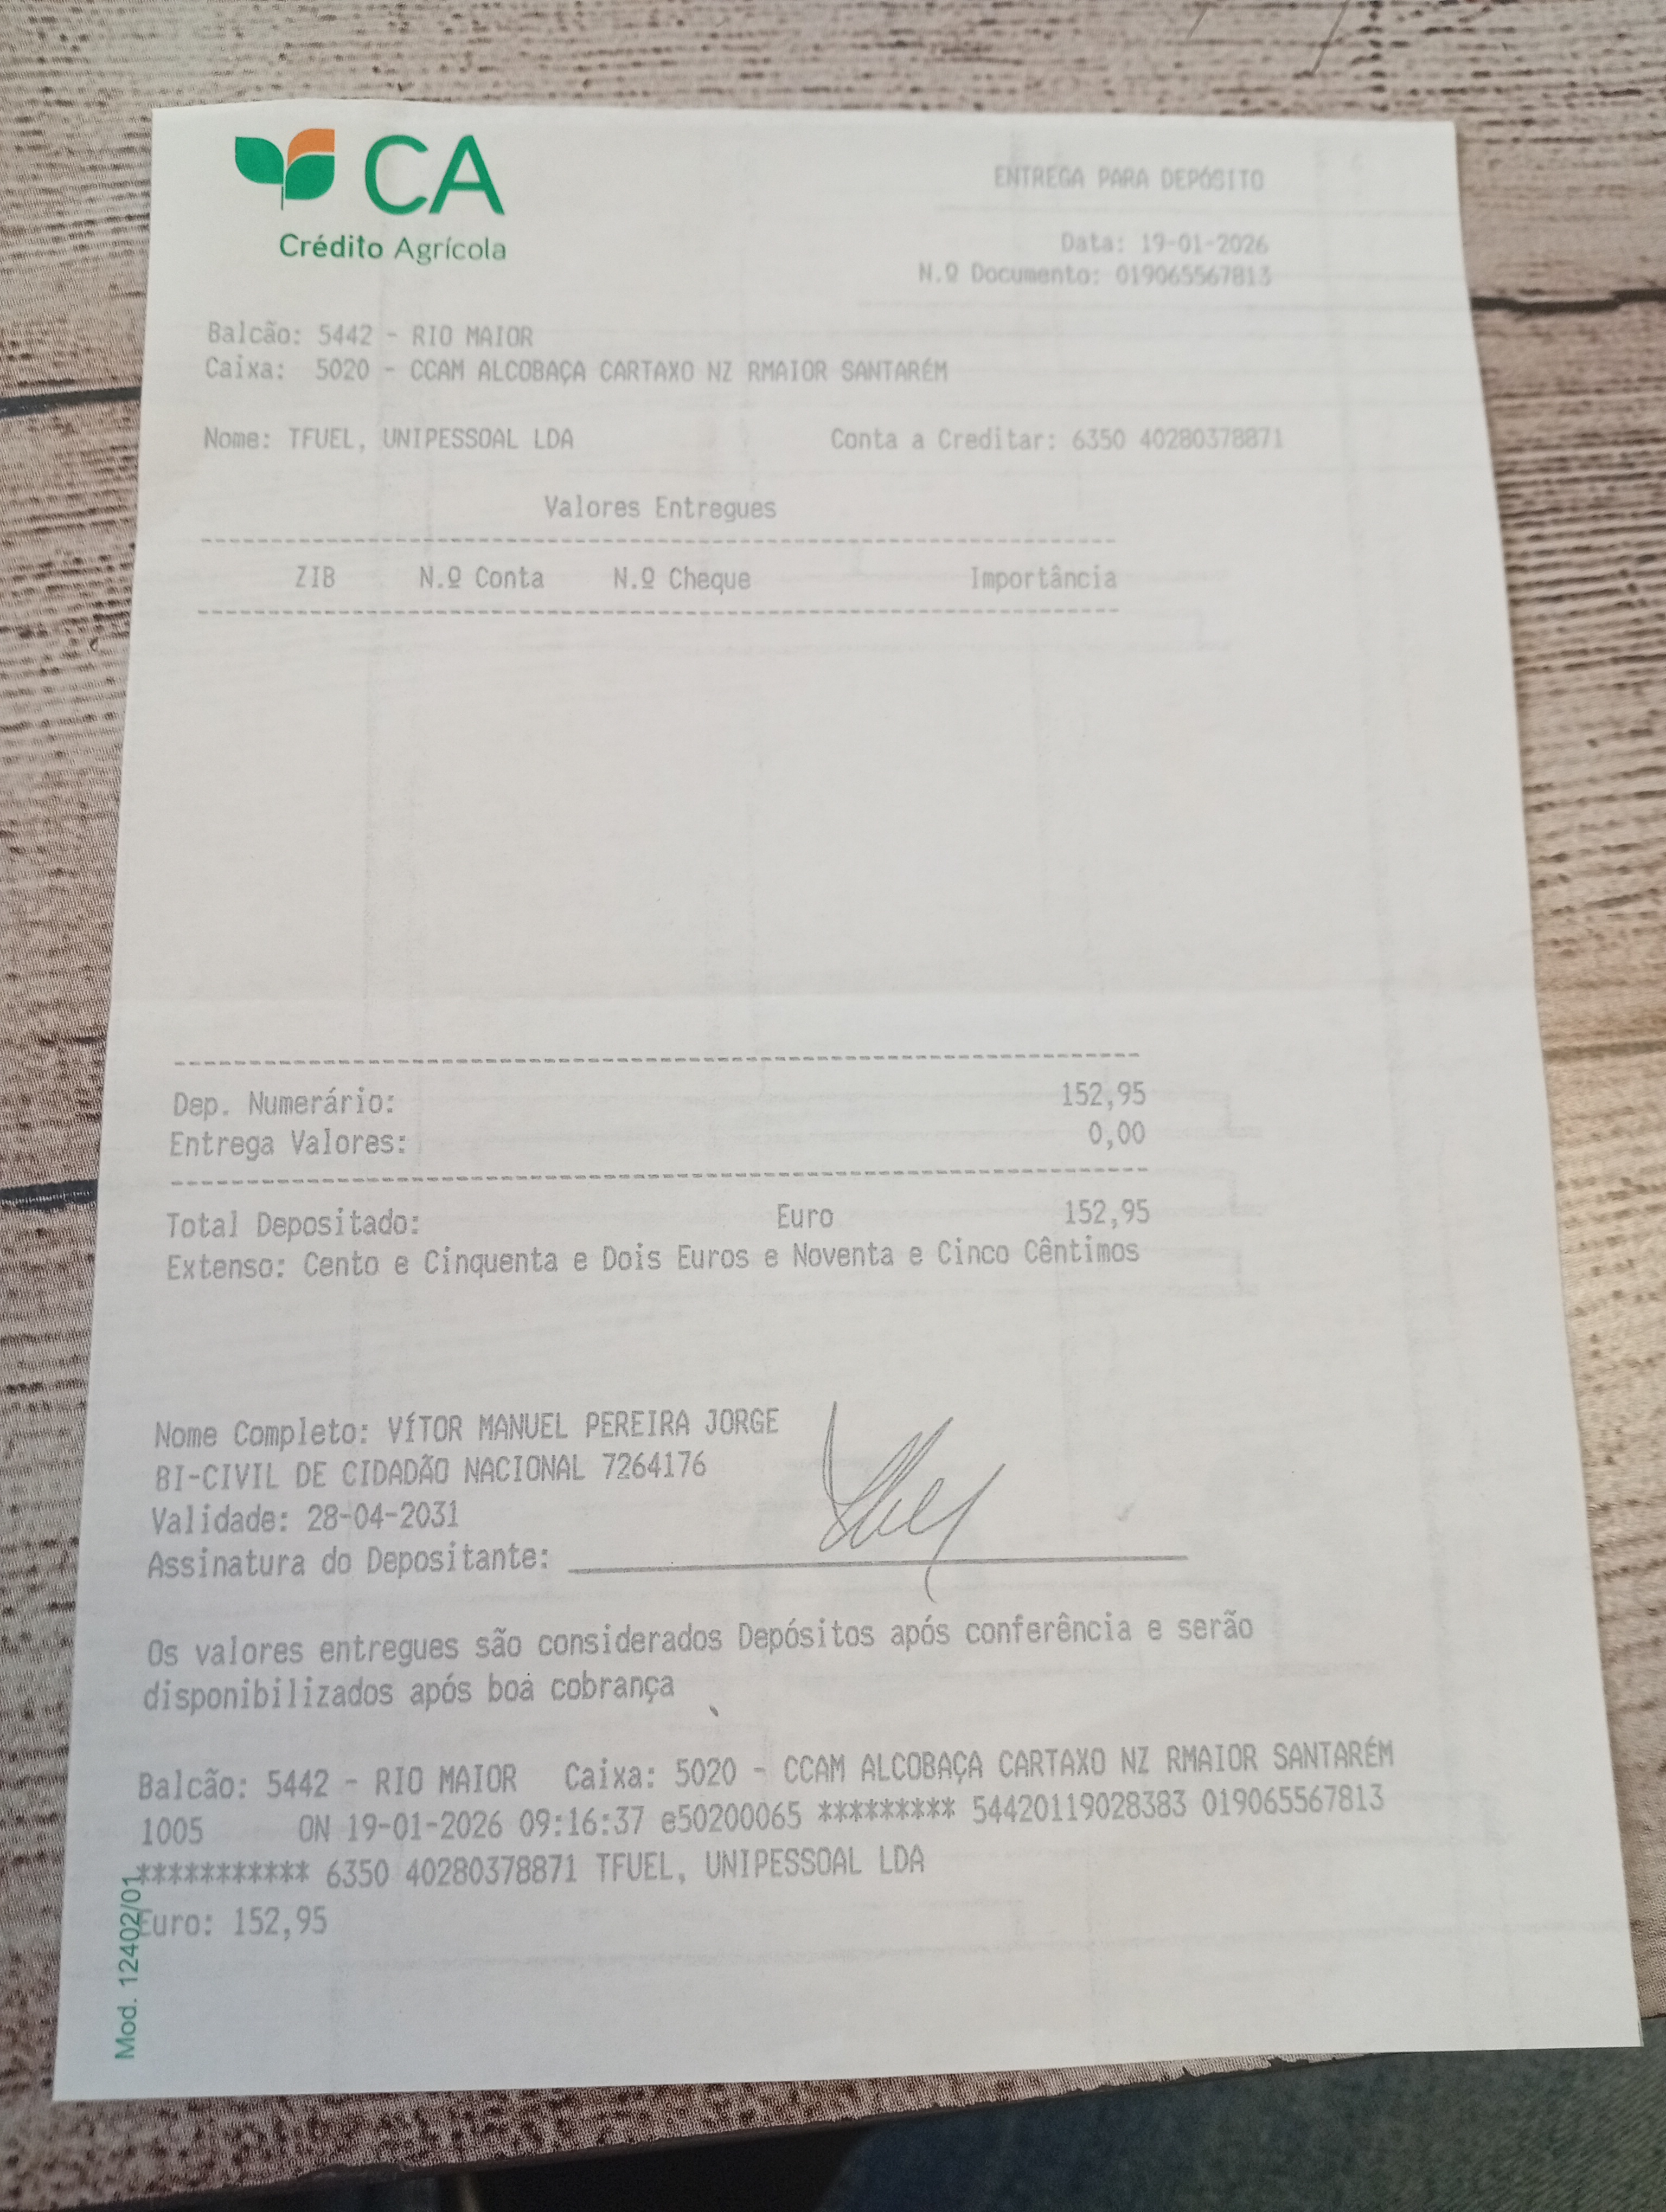 CA
Crédito Agrícola
ENTREGA PARA DEPÓSITO
Data: 19-01-2026
N.º Documento: 019065567813
Balcão: 5442 - RIO MAIOR
Caixa: 5020 - CCAM ALCOBAÇA CARTAXO NZ RMAIOR SANTARÉM
Nome: TFUEL, UNIPESSOAL LDA Conta a Creditar: 6350 40280378871
Valores Entregues
ZIB N.º Conta N.º Cheque Importância
Dep. Numerário: 152,95
Entrega Valores: 0,00
Total Depositado: Euro 152,95
Extenso: Cento e Cinquenta e Dois Euros e Noventa e Cinco Cêntimos
Nome Completo: VÍTOR MANUEL PEREIRA JORGE
BI-CIVIL DE CIDADÃO NACIONAL 7264176
Validade: 28-04-2031
Assinatura do Depositante:
Os valores entregues são considerados Depósitos após conferência e serão
disponibilizados após boa cobrança
Balcão: 5442 - RIO MAIOR Caixa: 5020 - CCAM ALCOBAÇA CARTAXO NZ RMAIOR SANTARÉM
1005 ON 19-01-2026 09:16:37 e50200065 ********* 54420119028383 019065567813
*********** 6350 40280378871 TFUEL, UNIPESSOAL LDA
Euro: 152,95
Mod. 12402/01